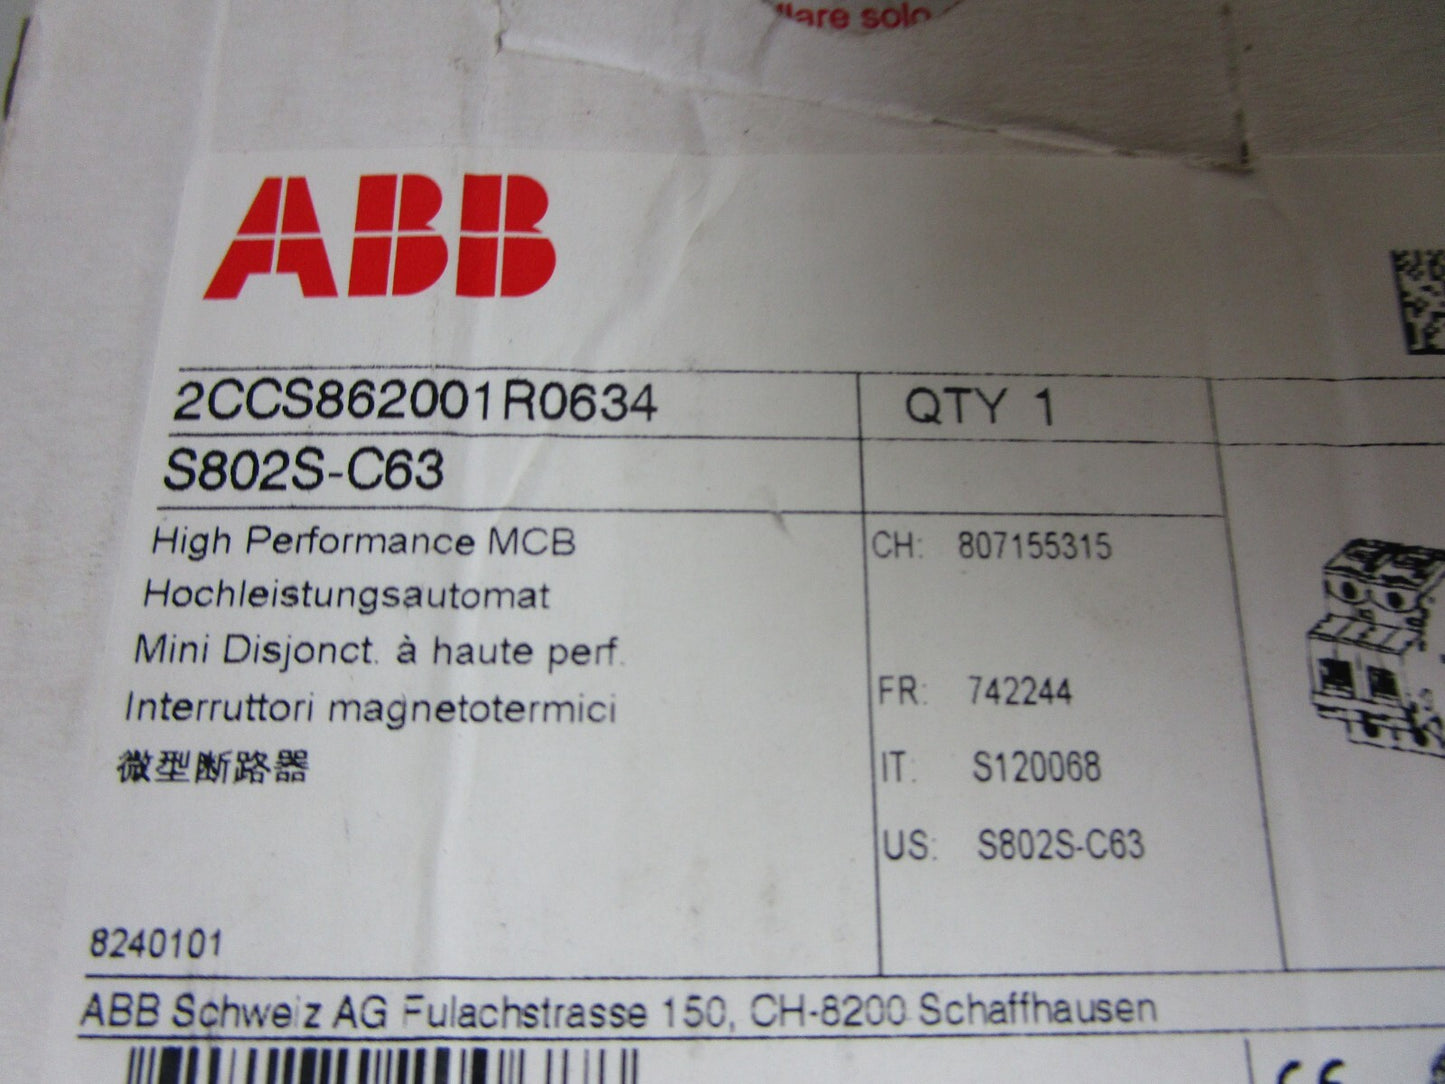 solo
ABB
2CCS862001R0634 QTY 1
S802S-C63
High Performance MCB CH: 807155315
Hochleistungsautomat
Mini Disjonct. à haute perf. FR: 742244
Interruttori magnetotermici IT: S120068
微型断路器 US: S802S-C63
8240101
ABB Schweiz AG Fulachstrasse 150, CH-8200 Schaffhausen
CE